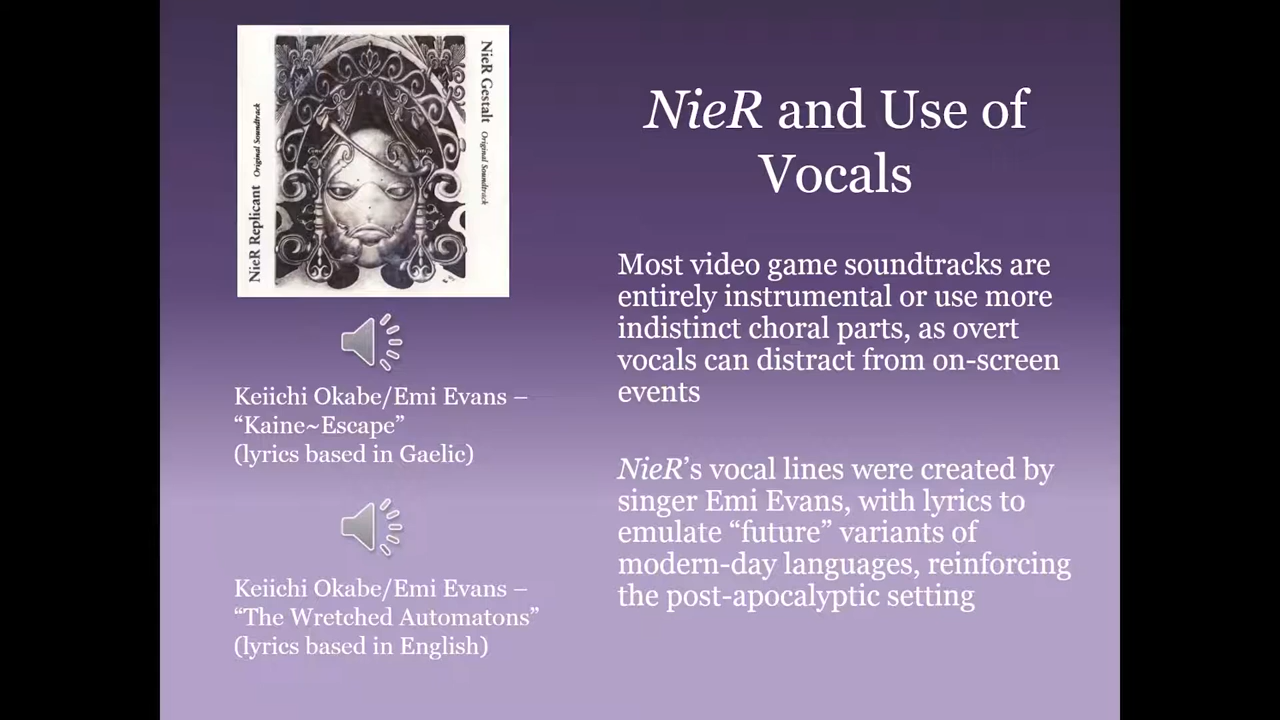 NieR Gestalt Original Soundtrack
NieR Replicant Original Soundtrack
Keiichi Okabe/Emi Evans –
“Kaine~Escape”
(lyrics based in Gaelic)
Keiichi Okabe/Emi Evans –
“The Wretched Automatons”
(lyrics based in English)
NieR and Use of
Vocals
Most video game soundtracks are
entirely instrumental or use more
indistinct choral parts, as overt
vocals can distract from on-screen
events
NieR’s vocal lines were created by
singer Emi Evans, with lyrics to
emulate “future” variants of
modern-day languages, reinforcing
the post-apocalyptic setting